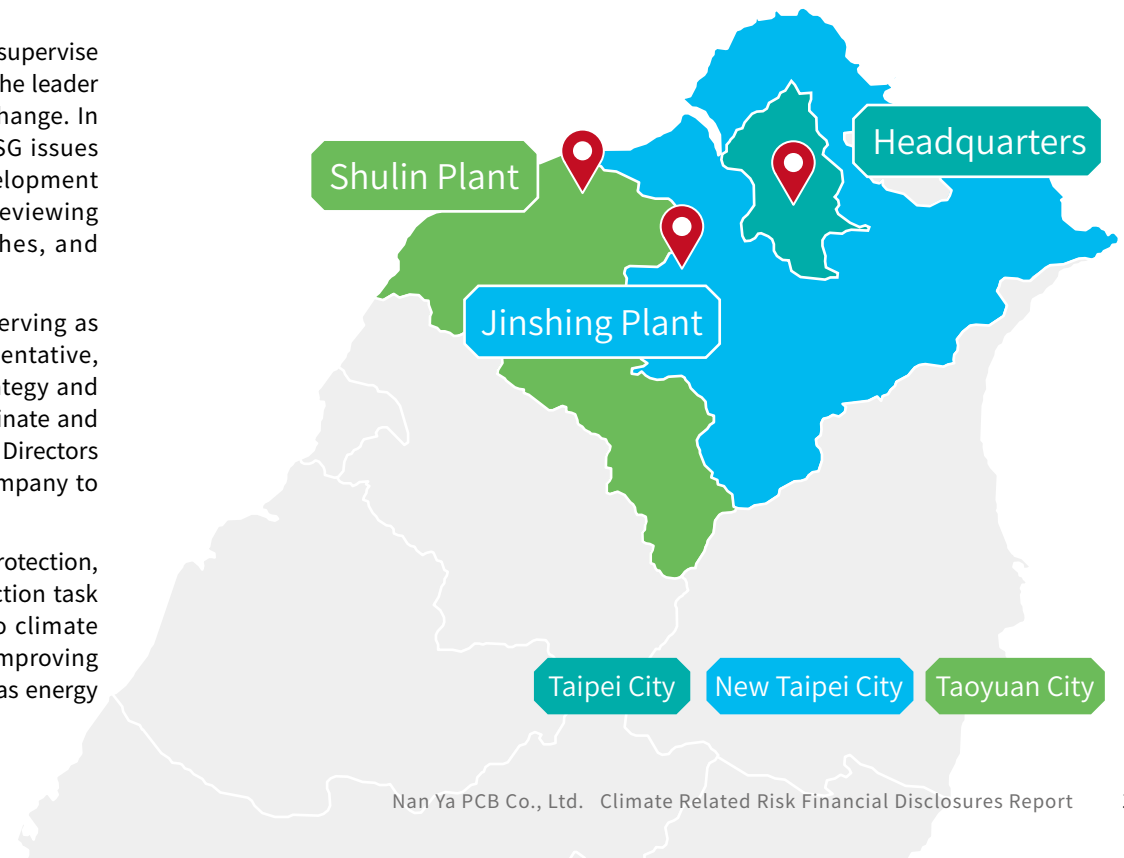 supervise
he leader
hange. In
SG issues
elopment
eviewing
hes, and
erving as
entative,
ategy and
inate and
Directors
mpany to
rotection,
ction task
o climate
mproving
as energy
Headquarters
Shulin Plant
Jinshing Plant
Taipei City
New Taipei City
Taoyuan City
Nan Ya PCB Co., Ltd. Climate Related Risk Financial Disclosures Report